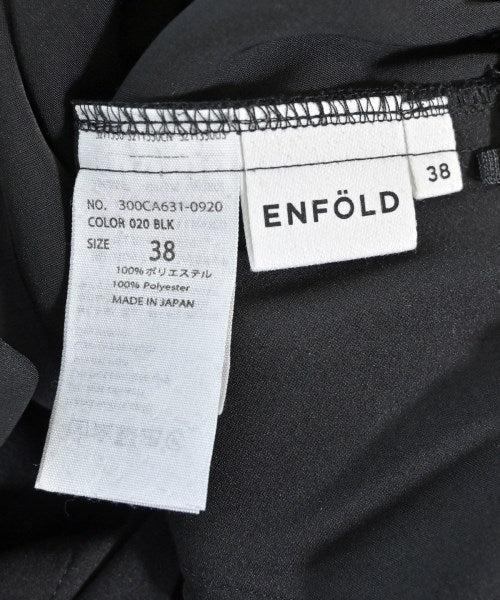 NO. 300CA631-0920
COLOR 020 BLK
SIZE 38
100%ポリエステル
100% Polyester
MADE IN JAPAN
ENFÖLD
38